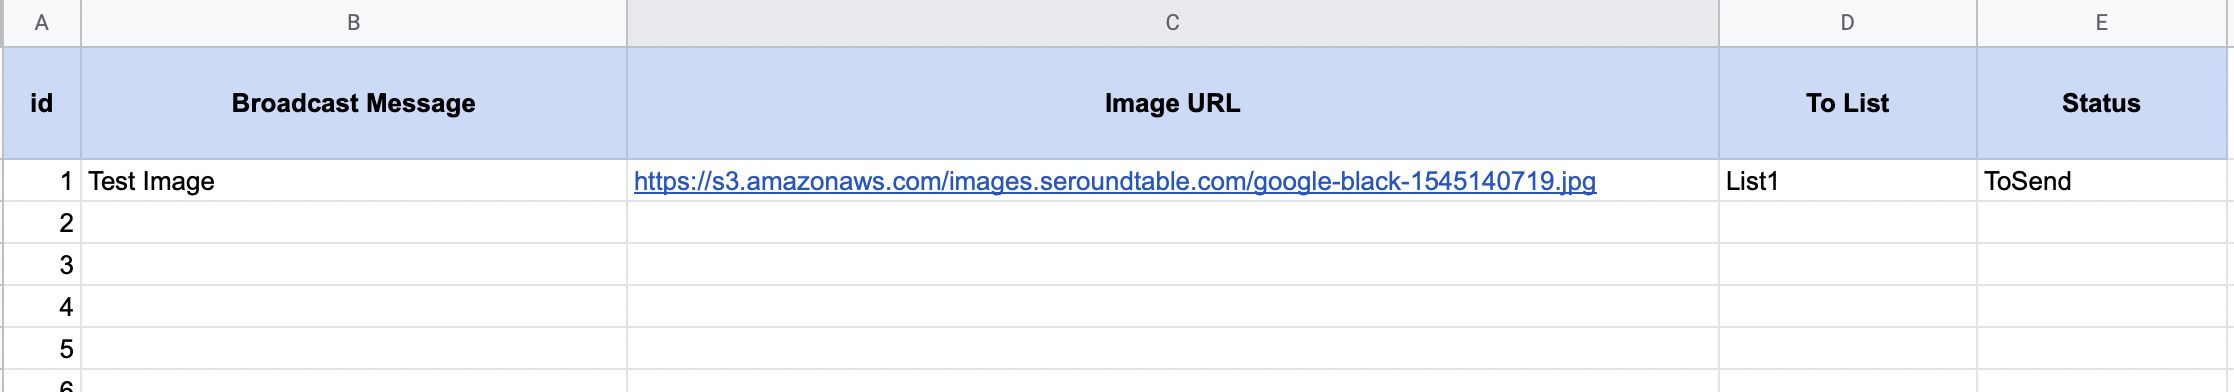 A B C D E
id Broadcast Message Image URL To List Status
1 Test Image https://s3.amazonaws.com/images.seroundtable.com/google-black-1545140719.jpg List1 ToSend
2
3
4
5
6